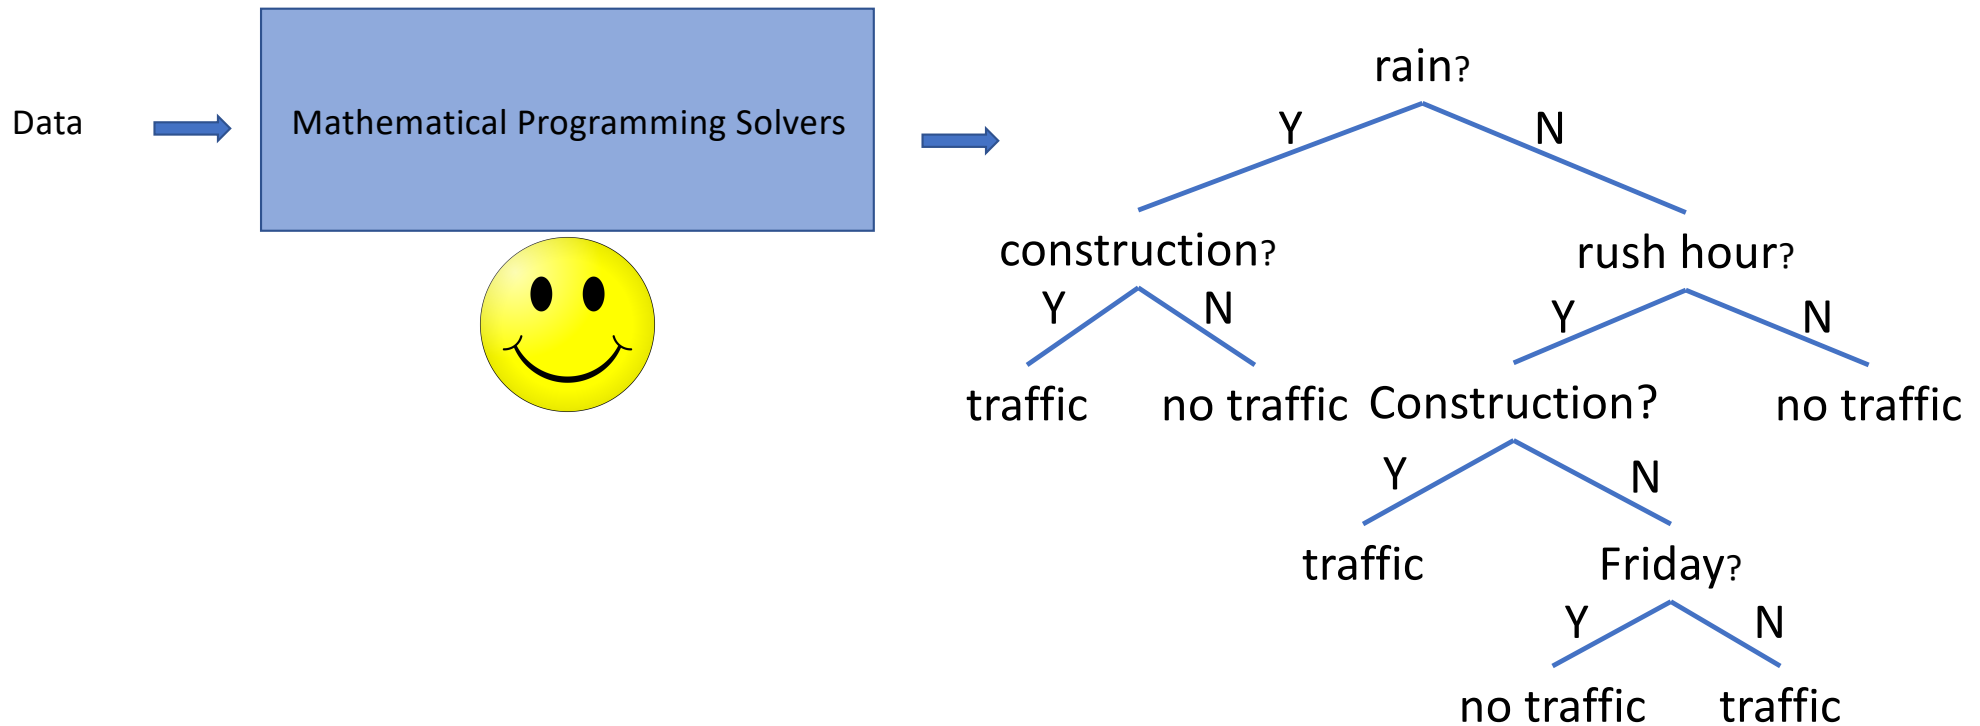 Data
Mathematical Programming Solvers
rain?
Y
N
construction?
rush hour?
Y
N
Y
N
traffic
no traffic
Construction?
no traffic
Y
N
traffic
Friday?
Y
N
no traffic
traffic